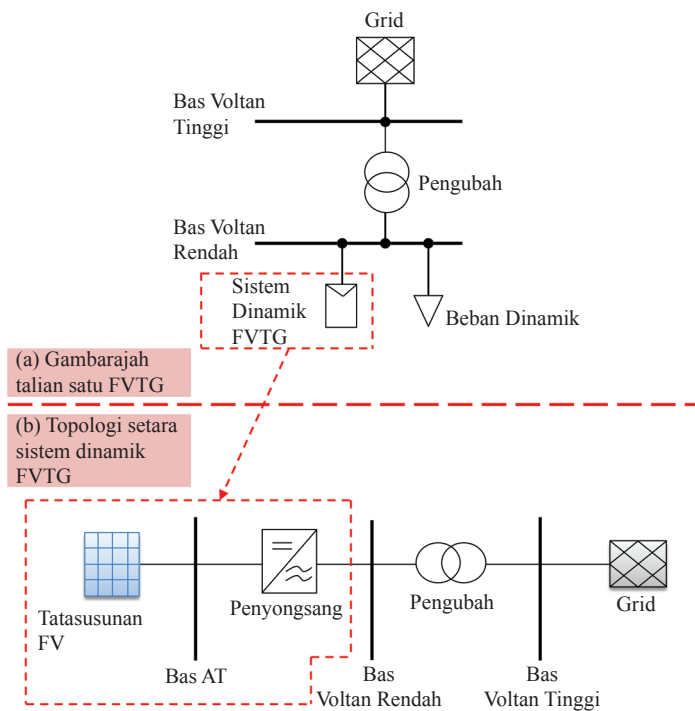 Grid
Bas Voltan
Tinggi
Pengubah
Bas Voltan
Rendah
Sistem
Dinamik
FVTG
Beban Dinamik
(a) Gambarajah
talian satu FVTG
(b) Topologi setara
sistem dinamik
FVTG
Tatasusunan
FV
Bas AT
Penyongsang
Bas
Voltan Rendah
Pengubah
Bas
Voltan Tinggi
Grid